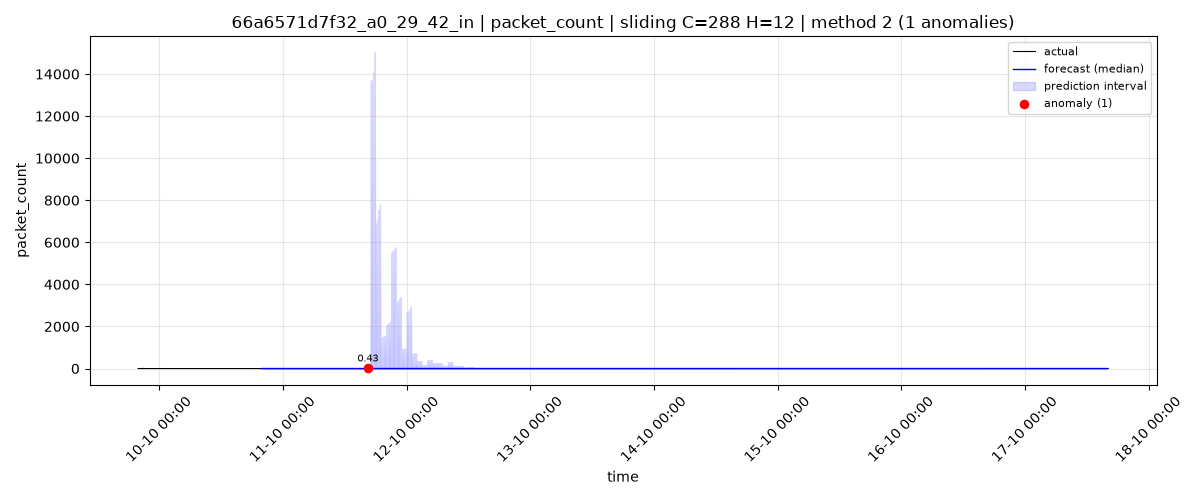 66a6571d7f32_a0_29_42_in | packet_count | sliding C=288 H=12 | method 2 (1 anomalies)
actual
forecast (median)
prediction interval
anomaly (1)
14000
12000
10000
8000
6000
4000
2000
0
packet_count
0.43
10-10 00:00
11-10 00:00
12-10 00:00
13-10 00:00
14-10 00:00
15-10 00:00
16-10 00:00
17-10 00:00
18-10 00:00
time